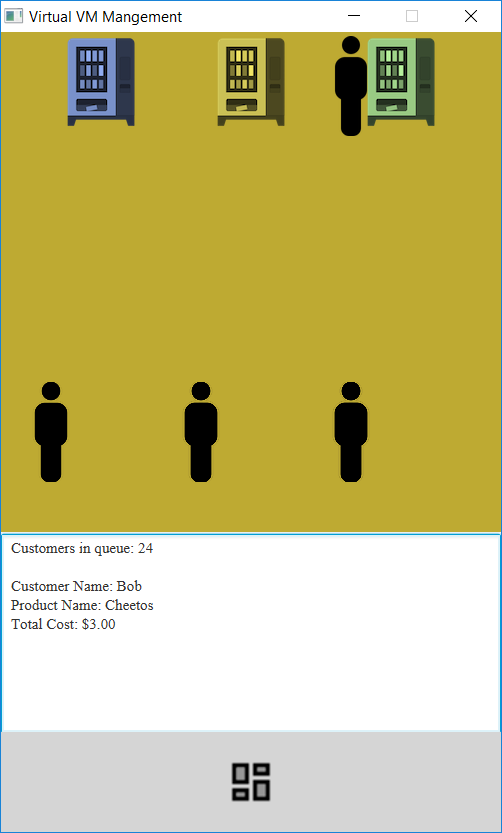 Virtual VM Mangement
Customers in queue: 24
Customer Name: Bob
Product Name: Cheetos
Total Cost: $3.00